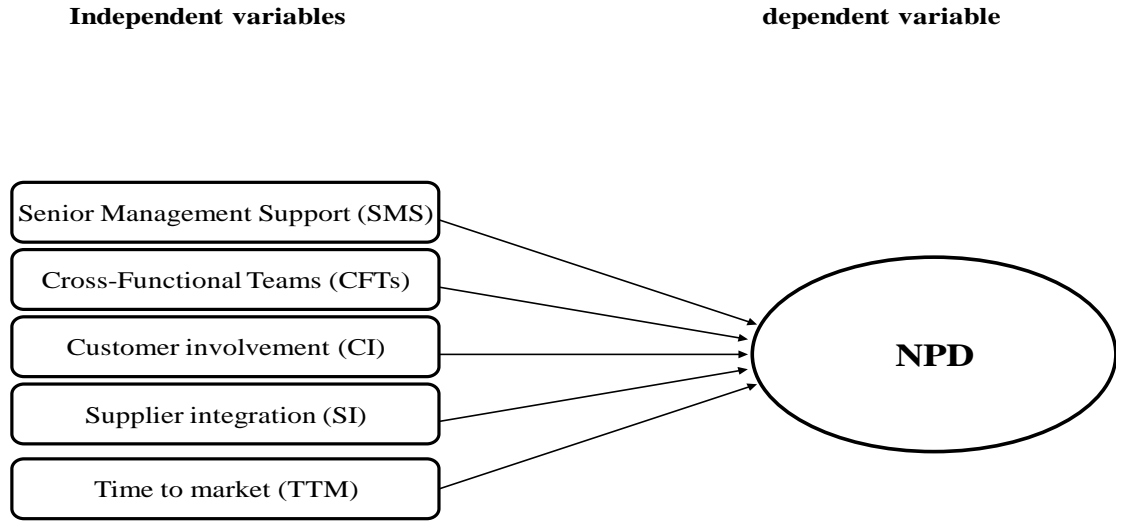 Independent variables
dependent variable
Senior Management Support (SMS)
Cross-Functional Teams (CFTs)
Customer involvement (CI)
Supplier integration (SI)
Time to market (TTM)
NPD